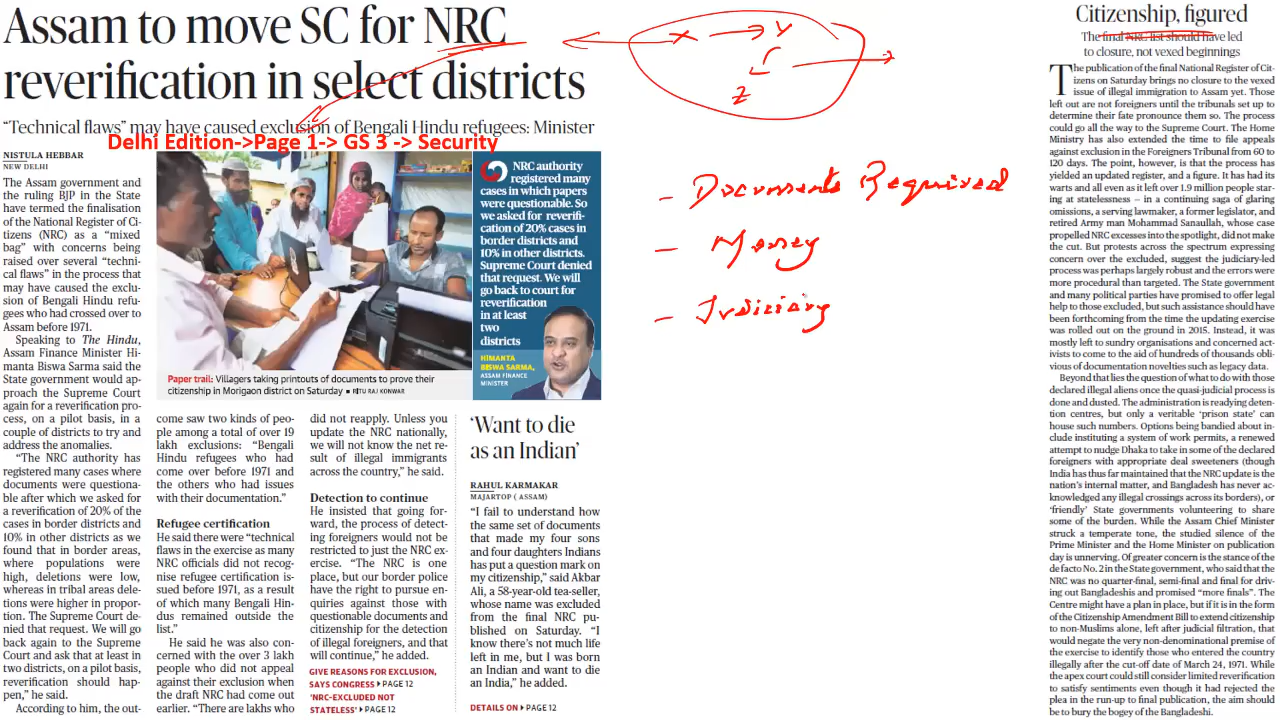 Assam to move SC for NRC
reverification in select districts
“Technical flaws” may have caused exclusion of Bengali Hindu refugees: Minister
Delhi Edition->Page 1-> GS 3 -> Security
NISTULA HEBBAR
NEW DELHI
The Assam government and
the ruling BJP in the State
have termed the finalisation
of the National Register of Ci-
tizens (NRC) as a “mixed
bag” with concerns being
raised over several “techni-
cal flaws” in the process that
may have caused the exclu-
sion of Bengali Hindu refu-
gees who had crossed over to
Assam before 1971.
Speaking to The Hindu,
Assam Finance Minister Hi-
manta Biswa Sarma said the
State government would ap-
proach the Supreme Court
again for a reverification pro-
cess, on a pilot basis, in a
couple of districts to try and
address the anomalies.
“The NRC authority has
registered many cases where
documents were questiona-
ble after which we asked for
a reverification of 20% of the
cases in border districts and
10% in other districts as we
found that in border areas,
where populations were
high, deletions were low,
whereas in tribal areas dele-
tions were higher in propor-
tion. The Supreme Court de-
nied that request. We will go
back again to the Supreme
Court and ask that at least in
two districts, on a pilot basis,
reverification should hap-
pen,” he said.
According to him, the out-
NRC authority
registered many
cases in which papers
were questionable. So
we asked for reverifi-
cation of 20% cases in
border districts and
10% in other districts.
Supreme Court denied
that request. We will
go back to court for
reverification
in at least
two
districts
HIMANTA
BISWA SARMA,
ASSAM FINANCE
MINISTER
Paper trail: Villagers taking printouts of documents to prove their
citizenship in Morigaon district on Saturday ■ RITU RAJ KONWAR
come saw two kinds of peo-
ple among a total of over 19
lakh exclusions: “Bengali
Hindu refugees who had
come over before 1971 and
the others who had issues
with their documentation.”
Refugee certification
He said there were “technical
flaws in the exercise as many
NRC officials did not recog-
nise refugee certification is-
sued before 1971, as a result
of which many Bengali Hin-
dus remained outside the
list.”
He said he was also con-
cerned with the over 3 lakh
people who did not appeal
against their exclusion when
the draft NRC had come out
earlier. “There are lakhs who
did not reapply. Unless you
update the NRC nationally,
we will not know the net re-
sult of illegal immigrants
across the country,” he said.
Detection to continue
He insisted that going for-
ward, the process of detect-
ing foreigners would not be
restricted to just the NRC ex-
ercise. “The NRC is one
place, but our border police
have the right to pursue en-
quiries against those with
questionable documents and
citizenship for the detection
of illegal foreigners, and that
will continue,” he added.
GIVE REASONS FOR EXCLUSION,
SAYS CONGRESS ▶ PAGE 12
‘NRC-EXCLUDED NOT
STATELESS’ ▶ PAGE 12
‘Want to die
as an Indian’
RAHUL KARMAKAR
MAJARTOP ( ASSAM)
“I fail to understand how
the same set of documents
that made my four sons
and four daughters Indians
has put a question mark on
my citizenship,” said Akbar
Ali, a 58-year-old tea-seller,
whose name was excluded
from the final NRC pu-
blished on Saturday. “I
know there’s not much life
left in me, but I was born
an Indian and want to die
an India,” he added.
DETAILS ON ▶ PAGE 12
X
Y
Z
- Documents Required
- Money
- Judiciary
Citizenship, figured
The final NRC list should have led
to closure, not vexed beginnings
The publication of the final National Register of Cit-
izens on Saturday brings no closure to the vexed
issue of illegal immigration to Assam yet. Those
left out are not foreigners until the tribunals set up to
determine their fate pronounce them so. The process
could go all the way to the Supreme Court. The Home
Ministry has also extended the time to file appeals
against exclusion in the Foreigners Tribunal from 60 to
120 days. The point, however, is that the process has
yielded an updated register, and a figure. It has had its
warts and all even as it left over 1.9 million people star-
ing at statelessness – in a continuing saga of glaring
omissions, a serving lawmaker, a former legislator, and
retired Army man Mohammad Sanaullah, whose case
propelled NRC excesses into the spotlight, did not make
the cut. But protests across the spectrum expressing
concern over the excluded, suggest the judiciary-led
process was perhaps largely robust and the errors were
more procedural than targeted. The State government
and many political parties have promised to offer legal
help to those excluded, but such assistance should have
been forthcoming from the time the updating exercise
was rolled out on the ground in 2015. Instead, it was
mostly left to sundry organisations and concerned act-
ivists to come to the aid of hundreds of thousands obli-
vious of documentation novelties such as legacy data.
Beyond that lies the question of what to do with those
declared illegal aliens once the quasi-judicial process is
done and dusted. The administration is readying deten-
tion centres, but only a veritable ‘prison state’ can
house such numbers. Options being bandied about in-
clude instituting a system of work permits, a renewed
attempt to nudge Dhaka to take in some of the declared
foreigners with appropriate deal sweeteners (though
India has thus far maintained that the NRC update is the
nation’s internal matter, and Bangladesh has never ac-
knowledged any illegal crossings across its borders), or
‘friendly’ State governments volunteering to share
some of the burden. While the Assam Chief Minister
struck a temperate tone, the studied silence of the
Prime Minister and the Home Minister on publication
day is unnerving. Of greater concern is the stance of the
de facto No. 2 in the State government, who said that the
NRC was no quarter-final, semi-final and final for driv-
ing out Bangladeshis and promised “more finals”. The
Centre might have a plan in place, but if it is in the form
of the Citizenship Amendment Bill to extend citizenship
to non-Muslims alone, left after judicial filtration, that
would negate the very non-denominational premise of
the exercise to identify those who entered the country
illegally after the cut-off date of March 24, 1971. While
the apex court could still consider limited reverification
to satisfy sentiments even though it had rejected the
plea in the run-up to final publication, the aim should
be to bury the bogey of the Bangladeshi.